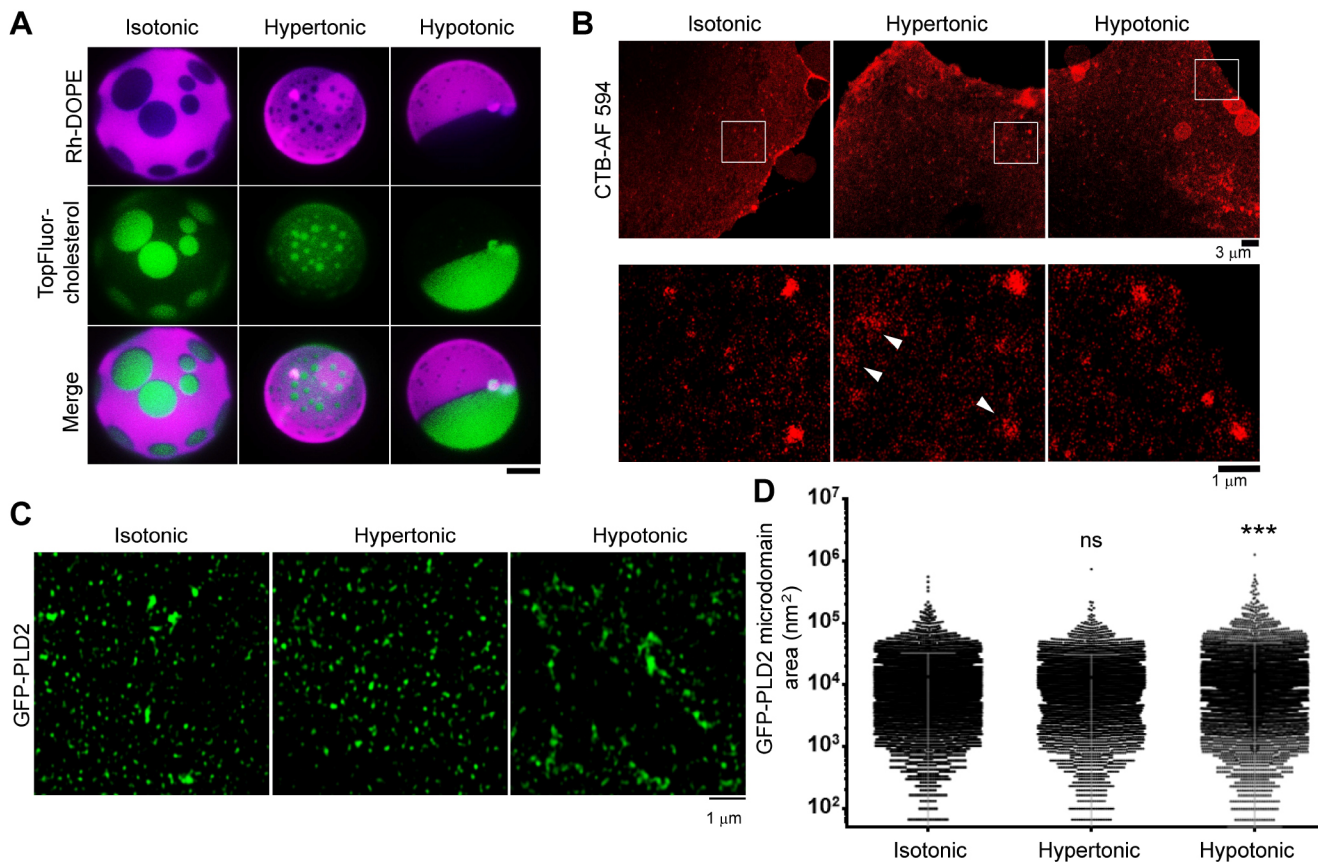 A
Isotonic Hypertonic Hypotonic
Rh-DOPE
TopFluor-
cholesterol
Merge
B
Isotonic Hypertonic Hypotonic
CTB-AF 594
3 μm
1 μm
C
Isotonic Hypertonic Hypotonic
GFP-PLD2
1 μm
D
GFP-PLD2 microdomain
area (nm²)
10⁷
10⁶
10⁵
10⁴
10³
10²
ns
***
Isotonic Hypertonic Hypotonic